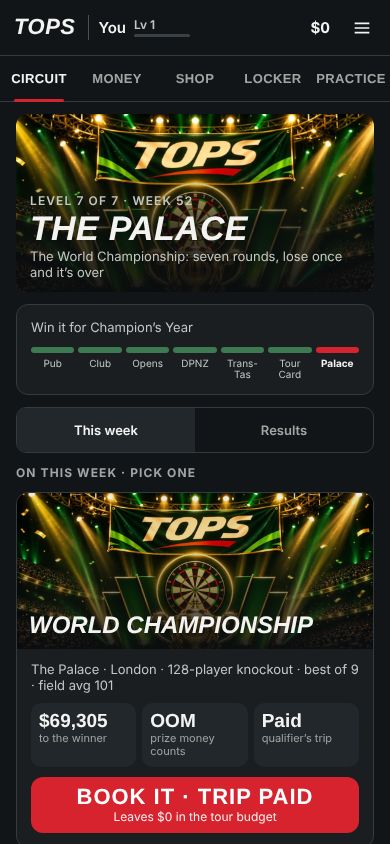 TOPS You Lv 1 $0
CIRCUIT MONEY SHOP LOCKER PRACTICE
TOPS
LEVEL 7 OF 7 · WEEK 52
THE PALACE
The World Championship: seven rounds, lose once
and it’s over
Win it for Champion’s Year
Pub Club Opens DPNZ Trans-Tas Tour Card Palace
This week Results
ON THIS WEEK · PICK ONE
TOPS
WORLD CHAMPIONSHIP
The Palace · London · 128-player knockout · best of 9
· field avg 101
$69,305 OOM Paid
to the winner prize money counts qualifier’s trip
BOOK IT · TRIP PAID
Leaves $0 in the tour budget